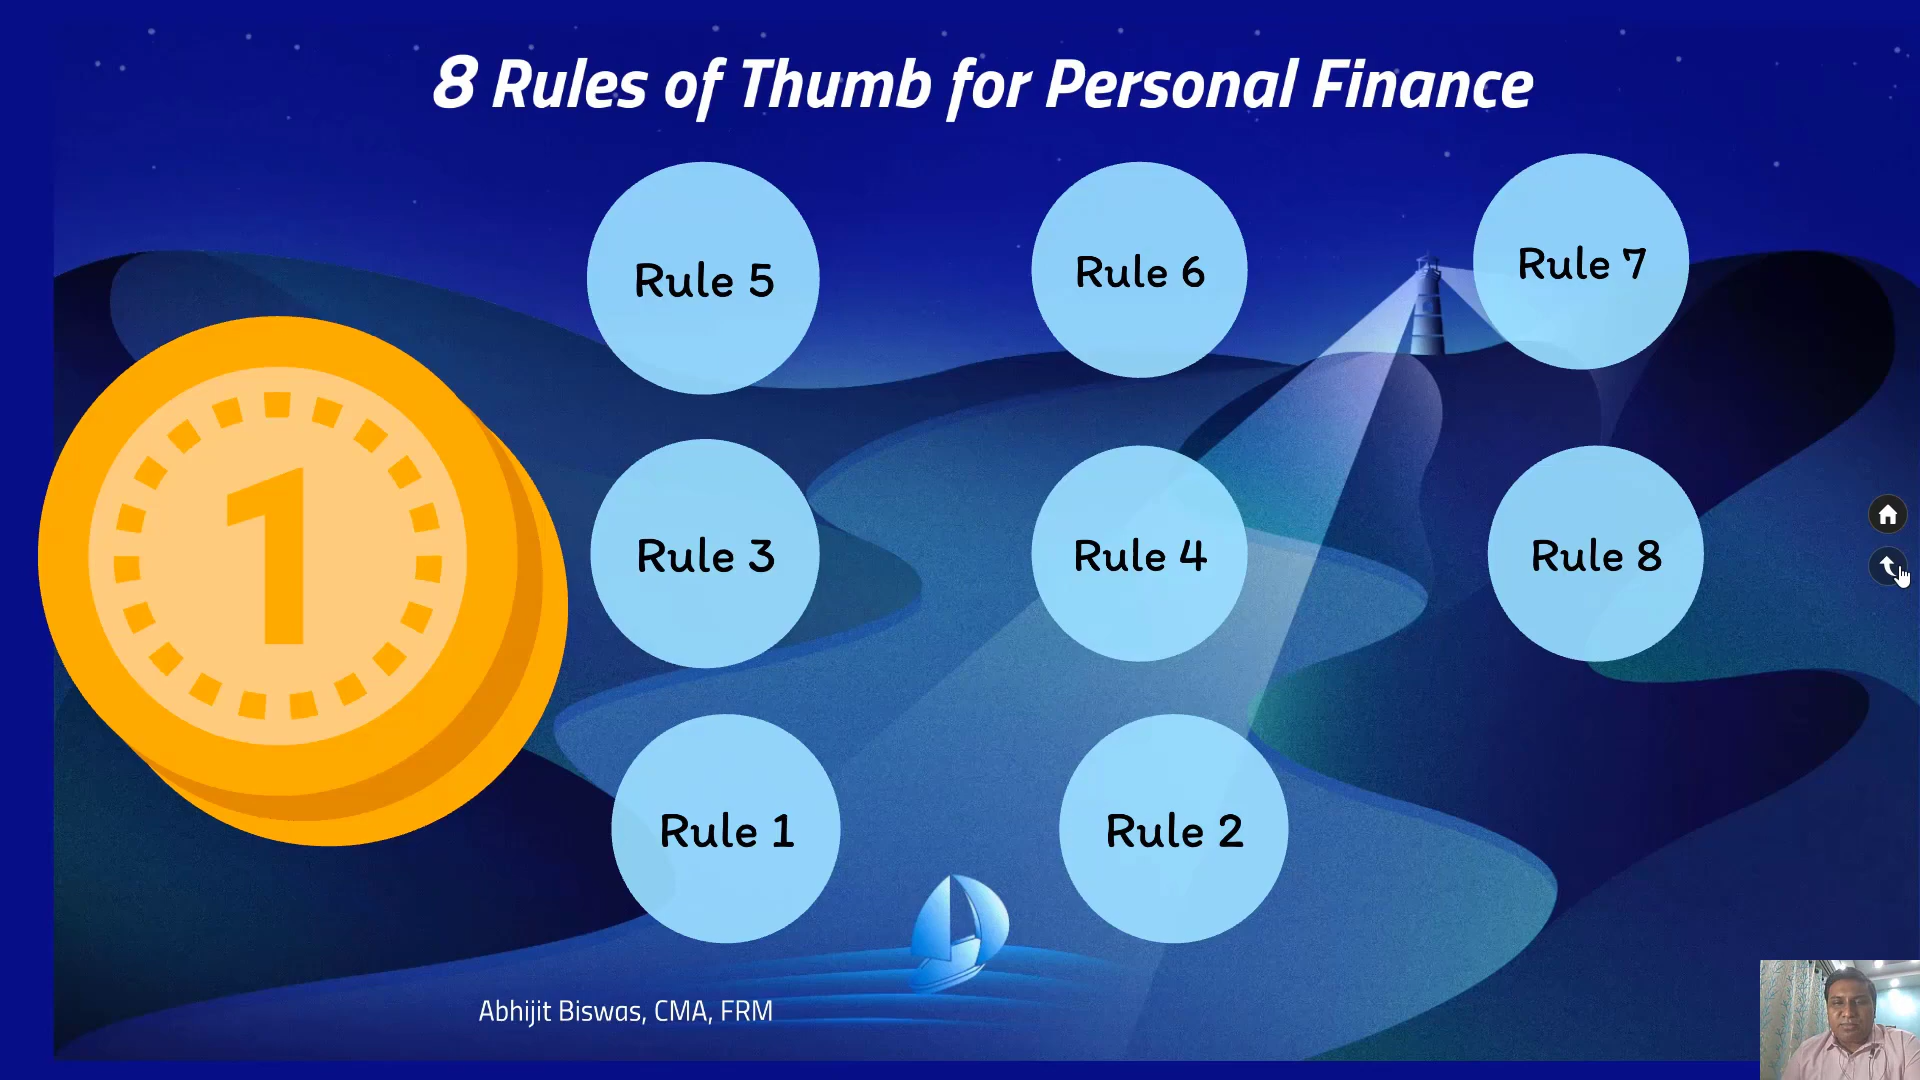 8 Rules of Thumb for Personal Finance
Rule 5
Rule 6
Rule 7
1
Rule 3
Rule 4
Rule 8
Rule 1
Rule 2
Abhijit Biswas, CMA, FRM